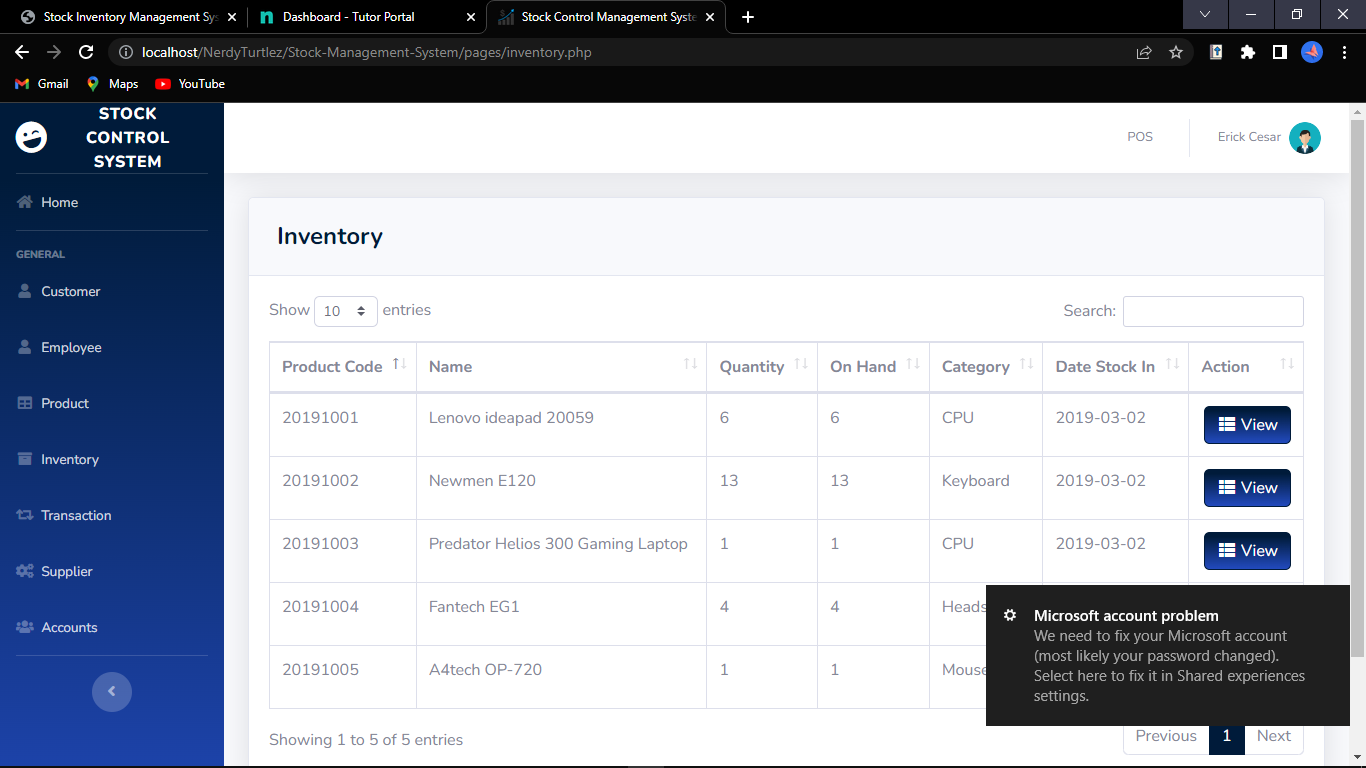 Stock Inventory Management Sy
Dashboard - Tutor Portal
Stock Control Management Syste
localhost/NerdyTurtlez/Stock-Management-System/pages/inventory.php
Gmail
Maps
YouTube
STOCK
CONTROL
SYSTEM
Home
GENERAL
Customer
Employee
Product
Inventory
Transaction
Supplier
Accounts
POS
Erick Cesar
Inventory
Show 10 entries
Search:
Product Code Name Quantity On Hand Category Date Stock In Action
20191001 Lenovo ideapad 20059 6 6 CPU 2019-03-02 View
20191002 Newmen E120 13 13 Keyboard 2019-03-02 View
20191003 Predator Helios 300 Gaming Laptop 1 1 CPU 2019-03-02 View
20191004 Fantech EG1 4 4 Heads
20191005 A4tech OP-720 1 1 Mouse
Showing 1 to 5 of 5 entries
Previous 1 Next
Microsoft account problem
We need to fix your Microsoft account
(most likely your password changed).
Select here to fix it in Shared experiences
settings.